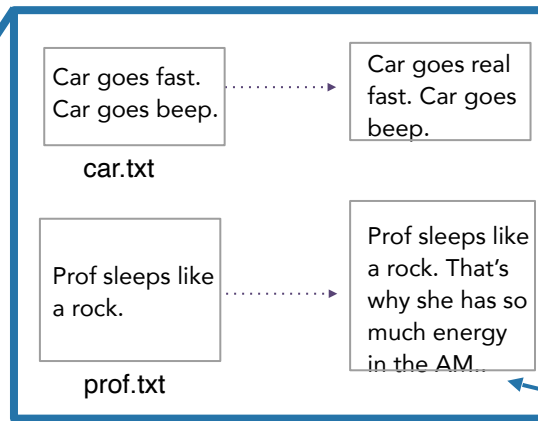 Car goes fast.
Car goes beep.
car.txt
Car goes real
fast. Car goes
beep.
Prof sleeps like
a rock.
prof.txt
Prof sleeps like
a rock. That’s
why she has so
much energy
in the AM..